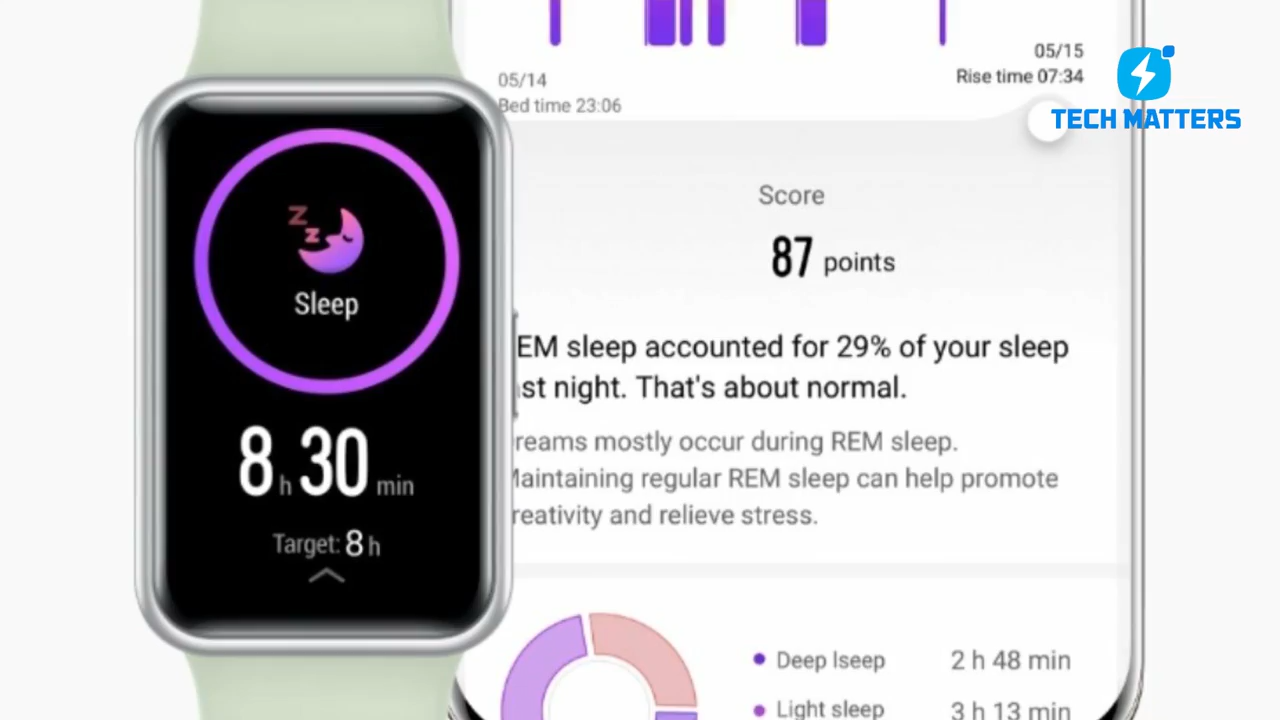 05/14
Bed time 23:06
05/15
Rise time 07:34
TECH MATTERS
Z
z
Sleep
8 h 30 min
Target: 8 h
Score
87 points
EM sleep accounted for 29% of your sleep
st night. That's about normal.
reams mostly occur during REM sleep.
Maintaining regular REM sleep can help promote
reativity and relieve stress.
Deep lseep 2 h 48 min
Light sleep 3 h 13 min